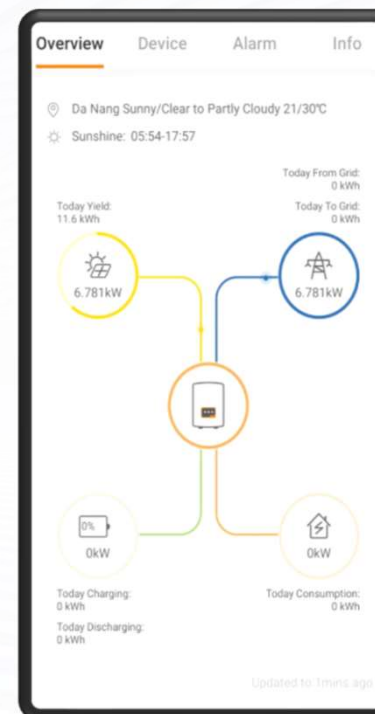 Overview Device Alarm Info
Da Nang Sunny/Clear to Partly Cloudy 21/30℃
Sunshine: 05:54-17:57
Today From Grid:
0 kWh
Today Yield:
11.6 kWh
Today To Grid:
0 kWh
6.781kW
6.781kW
0%
0kW
0kW
Today Charging:
0 kWh
Today Consumption:
0 kWh
Today Discharging:
0 kWh
Updated to:1mins. ago